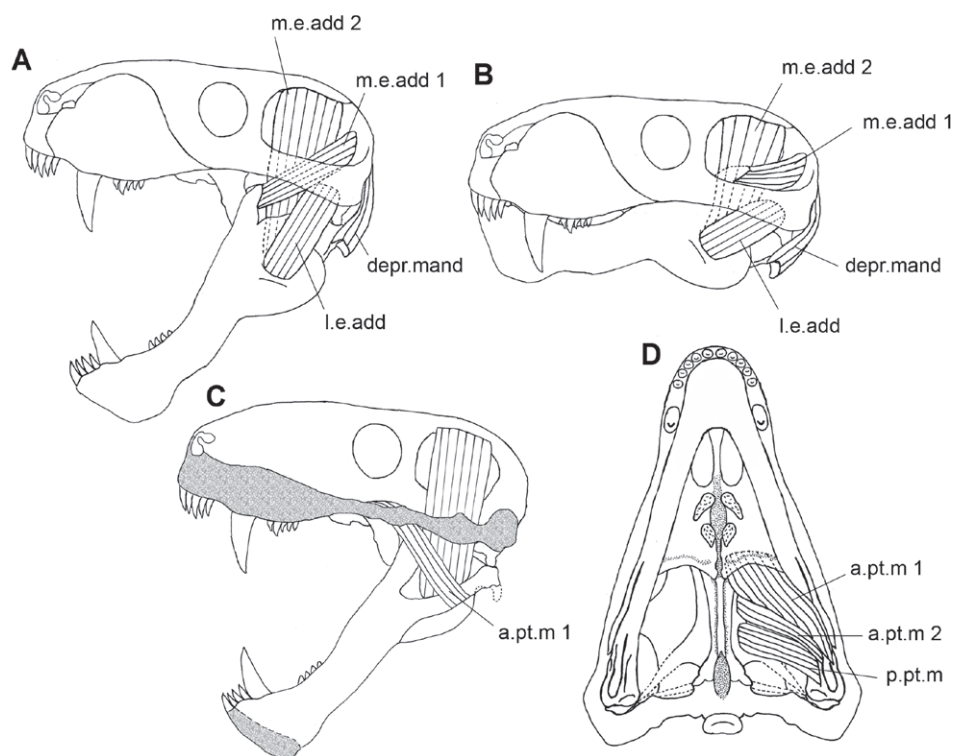 A
m.e.add 2
m.e.add 1
depr.mand
l.e.add
B
m.e.add 2
m.e.add 1
depr.mand
l.e.add
C
a.pt.m 1
D
a.pt.m 1
a.pt.m 2
p.pt.m